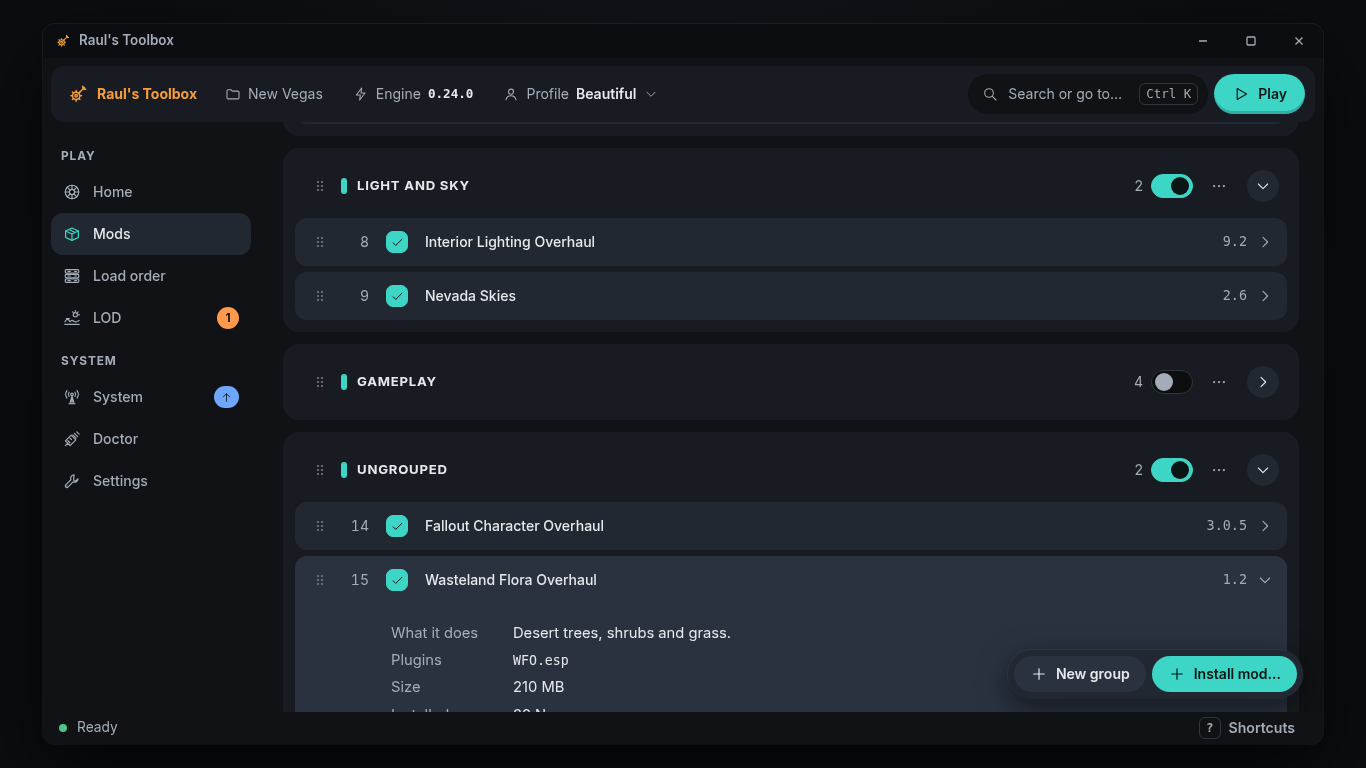 Raul's Toolbox
Raul's Toolbox
New Vegas
Engine 0.24.0
Profile Beautiful
Search or go to...
Ctrl K
Play
PLAY
Home
Mods
Load order
LOD
1
SYSTEM
System
Doctor
Settings
LIGHT AND SKY
2
8 Interior Lighting Overhaul 9.2
9 Nevada Skies 2.6
GAMEPLAY
4
UNGROUPED
2
14 Fallout Character Overhaul 3.0.5
15 Wasteland Flora Overhaul 1.2
What it does Desert trees, shrubs and grass.
Plugins WFO.esp
Size 210 MB
New group
Install mod...
Ready
? Shortcuts